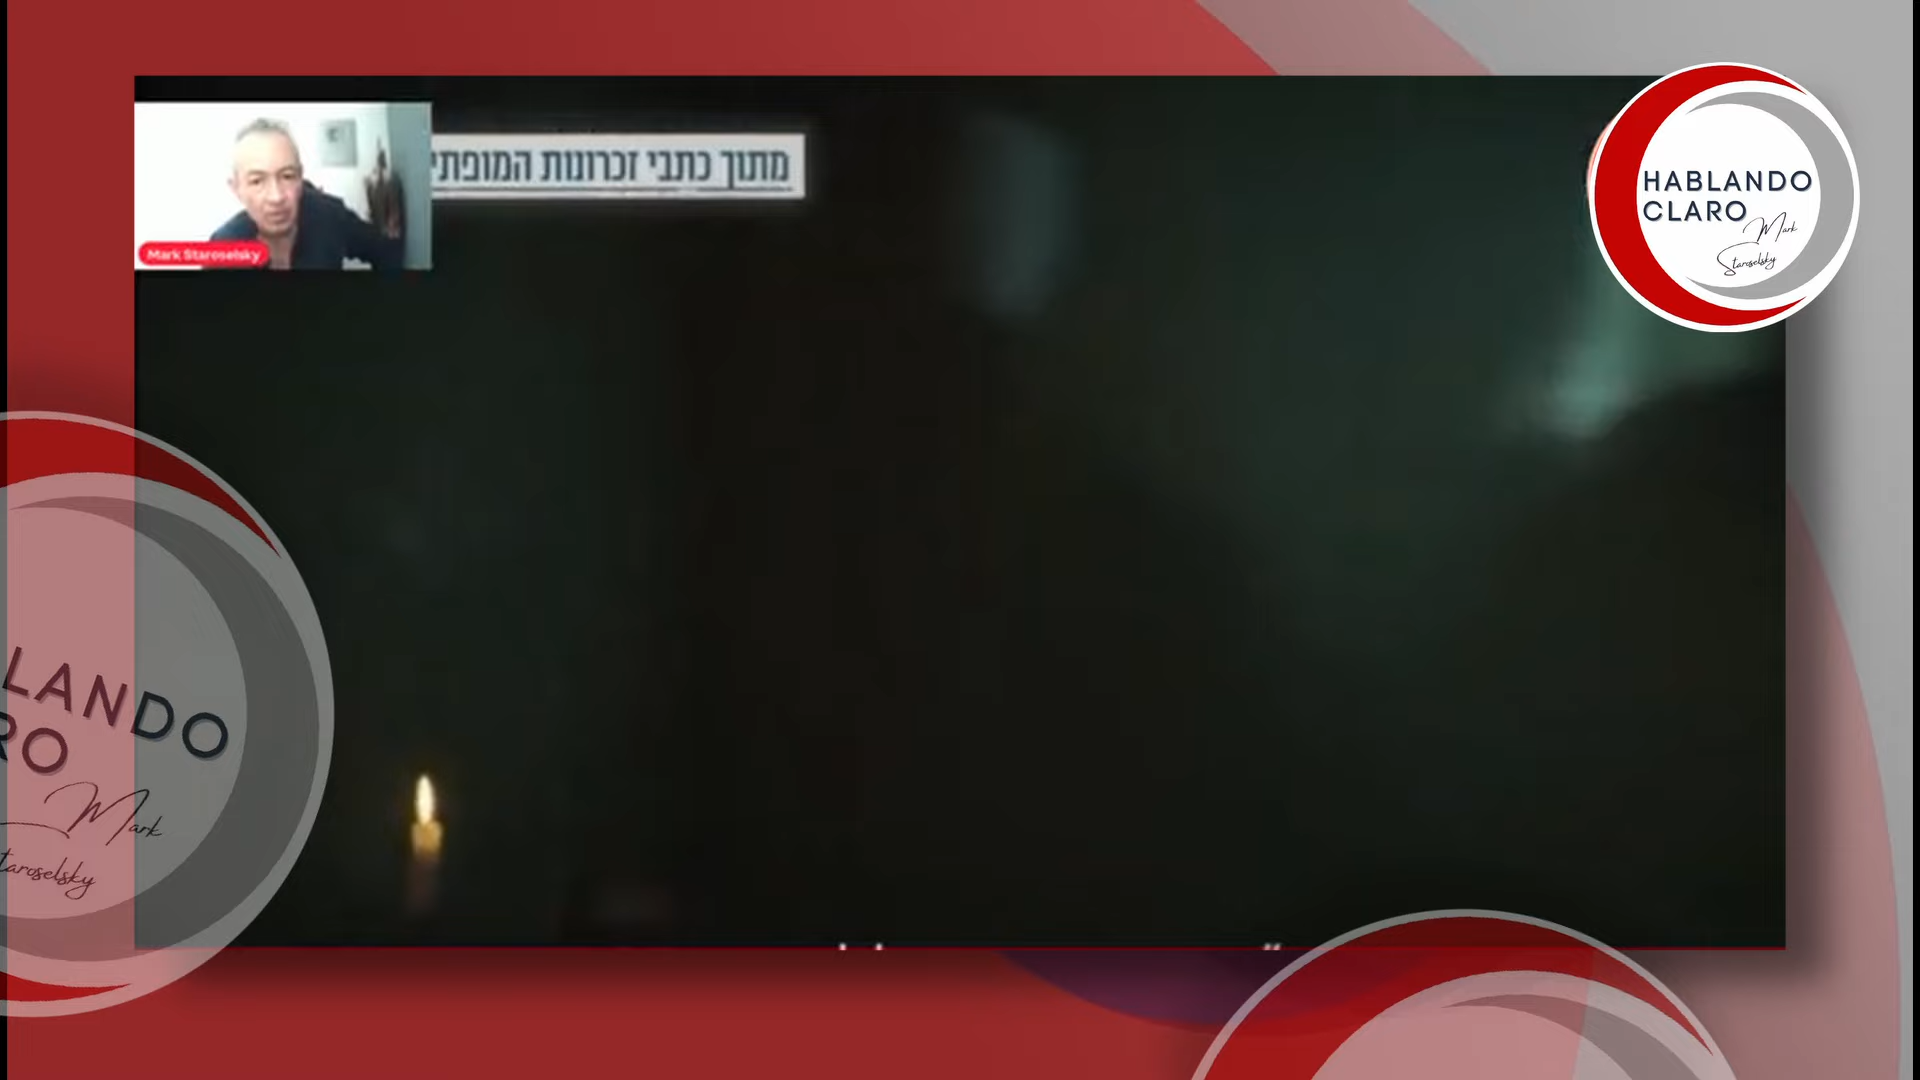 מתוך כתבי זכרונות המופתי
Mark Staroselsky
HABLANDO
CLARO
Mark
Staroselsky
LANDO
RO
Mark
taroselsky